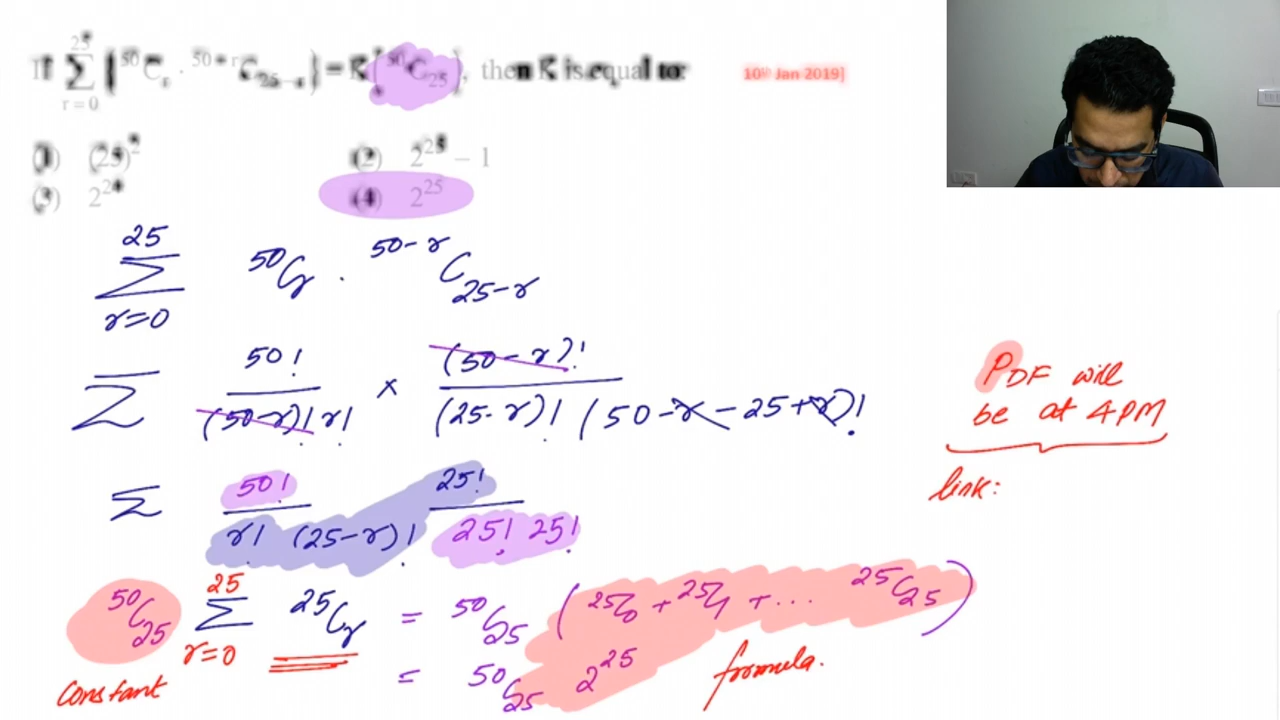 If 25 Σ r = 0 { 50Cr · 50 – rC25 – r } = K(50C25), then K is equal to: 10th Jan 2019]
(1) (25)² (2) 2^25 – 1
(3) 2^24 (4) 2^25
25 Σ r=0 50Cr · 50-rC25-r
Σ 50! / (50-r)! r! × (50-r)! / (25-r)! (50-r-25+r)!
Σ 50! / r! (25-r)! 25! / 25! 25!
50C25 25 Σ r=0 25Cr = 50C25 (25C0 + 25C1 + ... 25C25)
constant = 50C25 2^25 formula.
PDF will
be at 4PM
link: